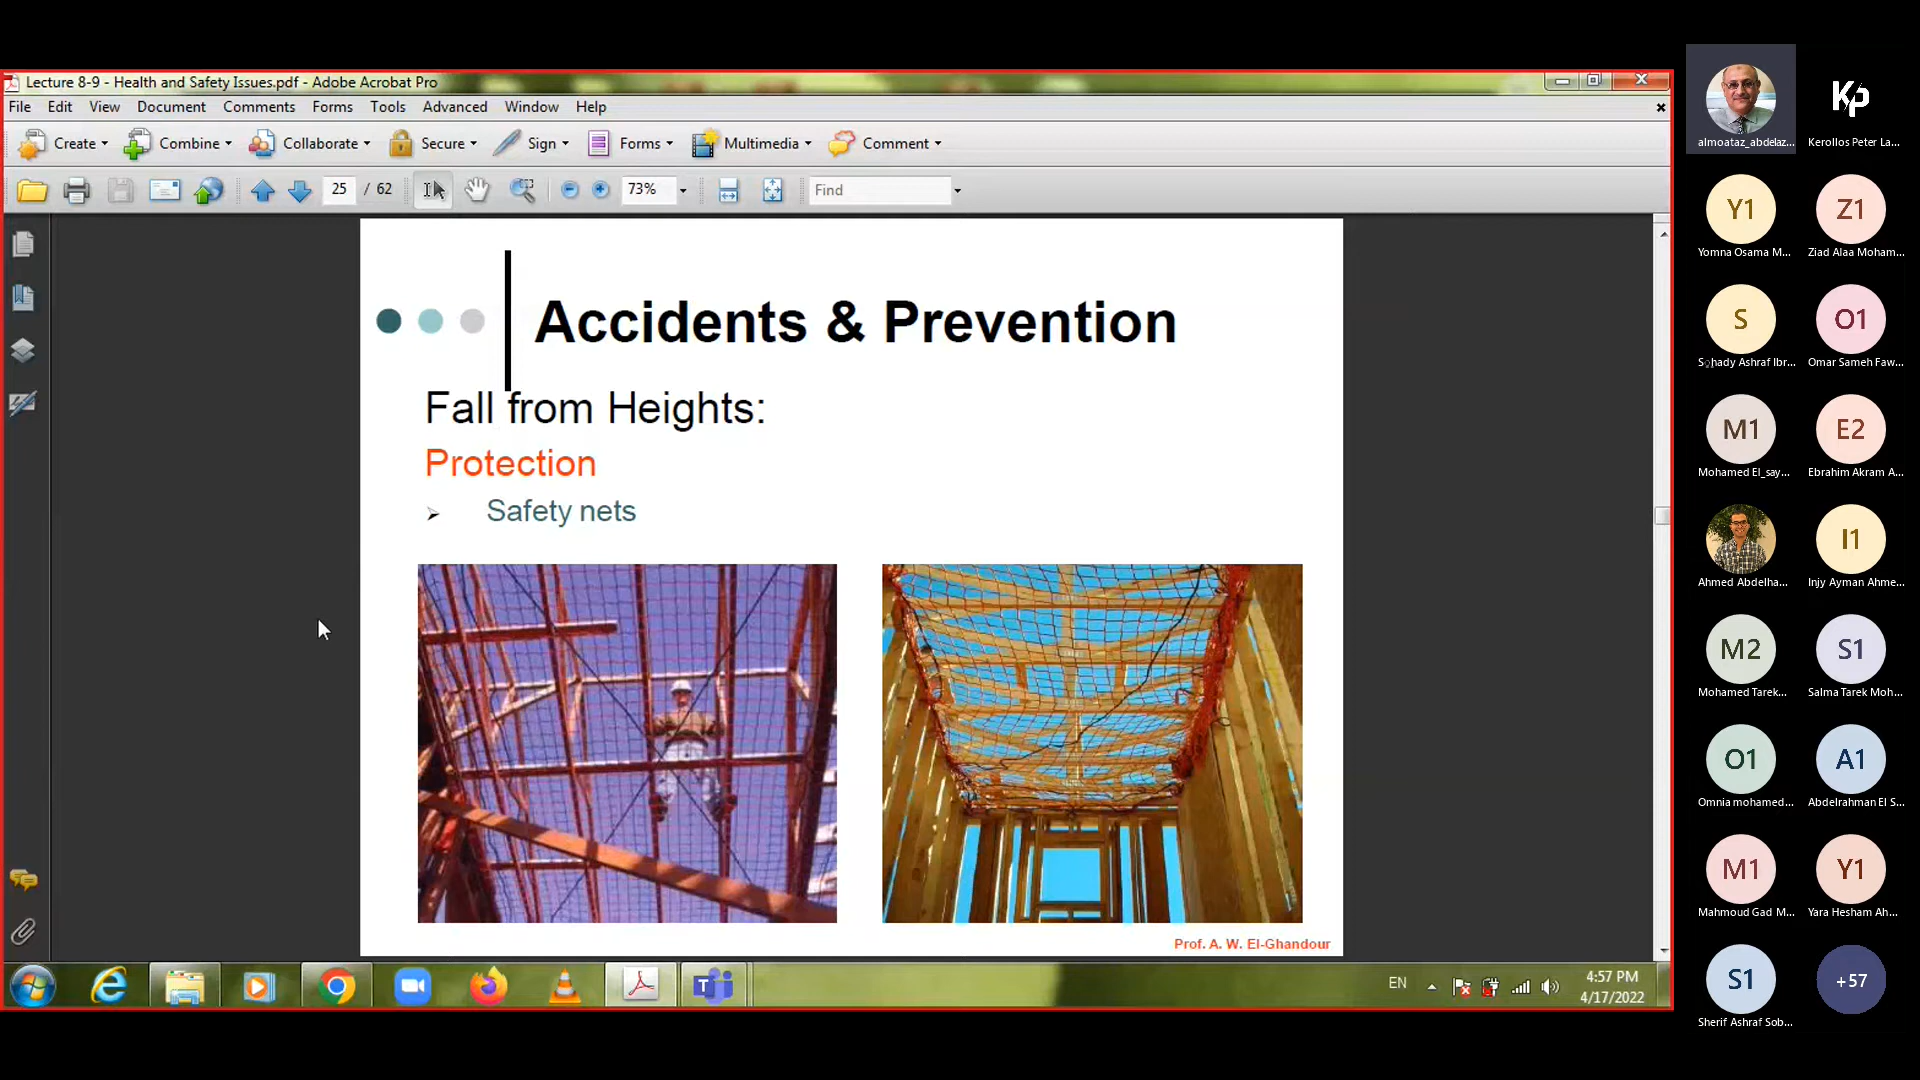 Lecture 8-9 - Health and Safety Issues.pdf - Adobe Acrobat Pro
File Edit View Document Comments Forms Tools Advanced Window Help
Create Combine Collaborate Secure Sign Forms Multimedia Comment
25 / 62 73% Find
Accidents & Prevention
Fall from Heights:
Protection
Safety nets
Prof. A. W. El-Ghandour
EN 4:57 PM
4/17/2022
KP
almoataz_abdelaz... Kerollos Peter La...
Y1 Z1
Yomna Osama M... Ziad Alaa Moham...
S O1
Sohady Ashraf Ibr... Omar Sameh Faw...
M1 E2
Mohamed El_say... Ebrahim Akram A...
I1
Ahmed Abdelha... Injy Ayman Ahme...
M2 S1
Mohamed Tarek... Salma Tarek Moh...
O1 A1
Omnia mohamed... Abdelrahman El S...
M1 Y1
Mahmoud Gad M... Yara Hesham Ah...
S1 +57
Sherif Ashraf Sob...